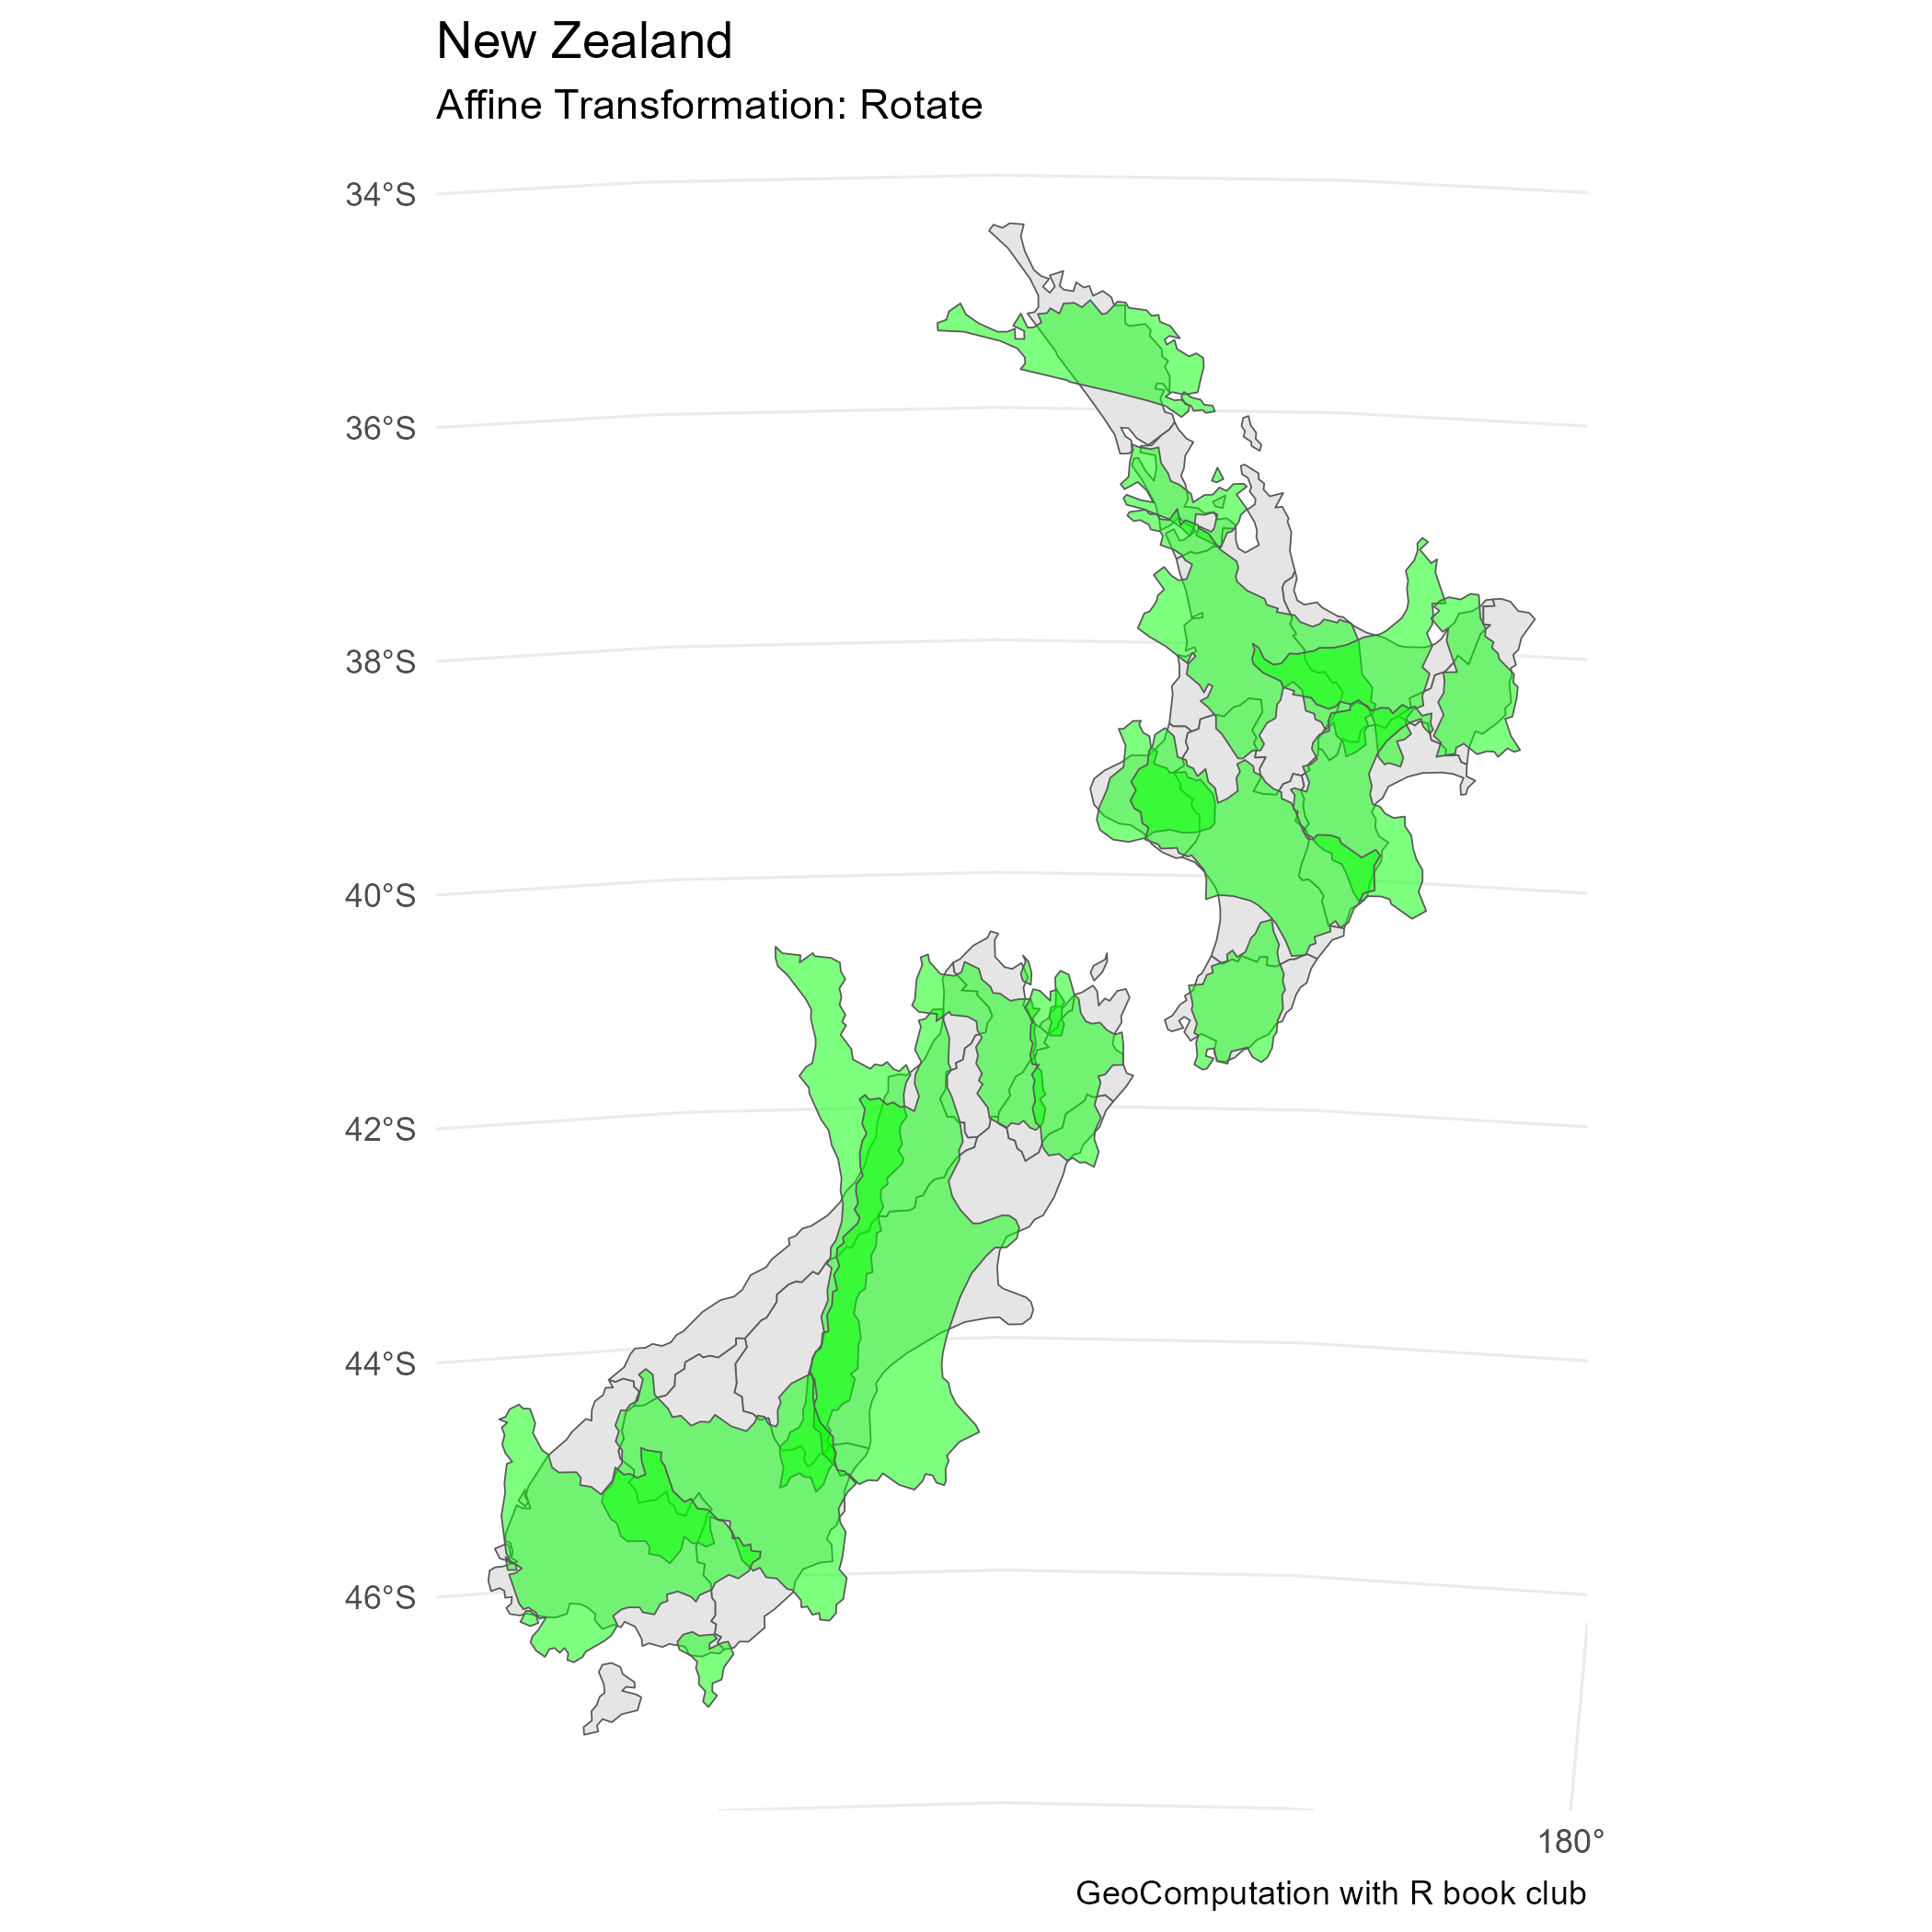 New Zealand
Affine Transformation: Rotate
34°S
36°S
38°S
40°S
42°S
44°S
46°S
180°
GeoComputation with R book club